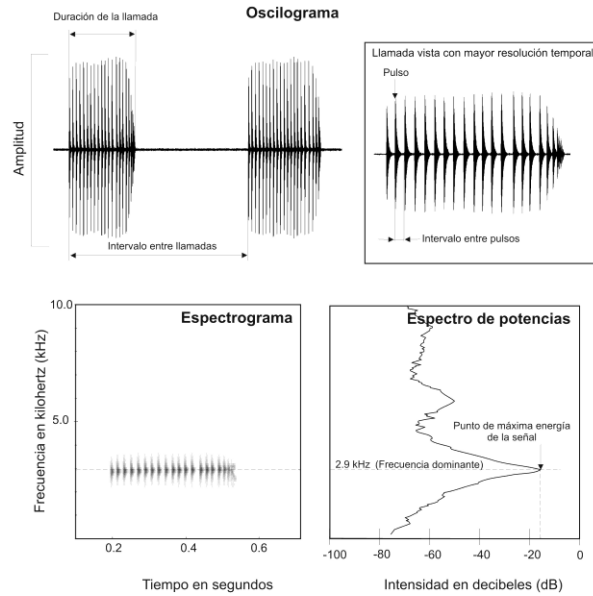 Oscilograma
Duración de la llamada
Amplitud
Intervalo entre llamadas
Llamada vista con mayor resolución temporal
Pulso
Intervalo entre pulsos
Espectrograma
Frecuencia en kilohertz (kHz)
10.0
5.0
0.2 0.4 0.6
Tiempo en segundos
Espectro de potencias
Punto de máxima energía
de la señal
2.9 kHz (Frecuencia dominante)
-100 -80 -60 -40 -20 0
Intensidad en decibeles (dB)